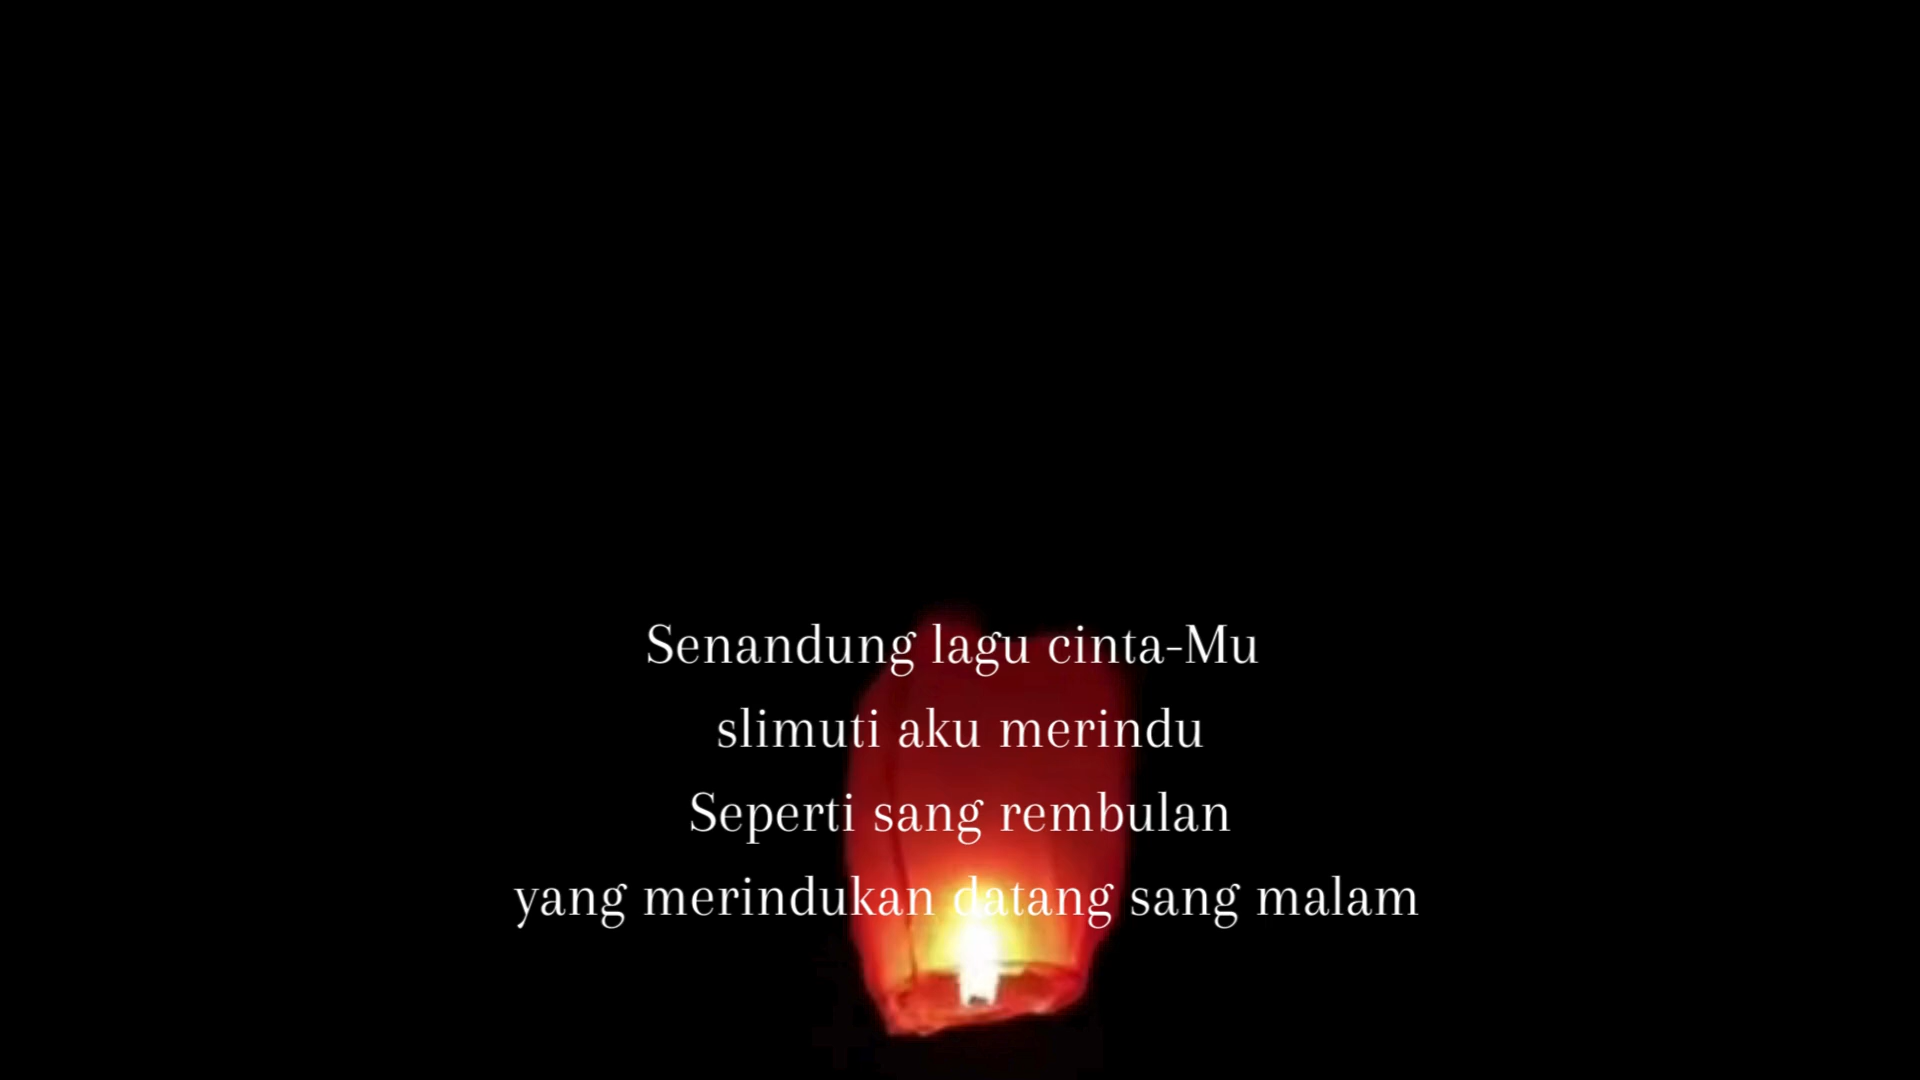 Senandung lagu cinta-Mu
slimuti aku merindu
Seperti sang rembulan
yang merindukan datang sang malam